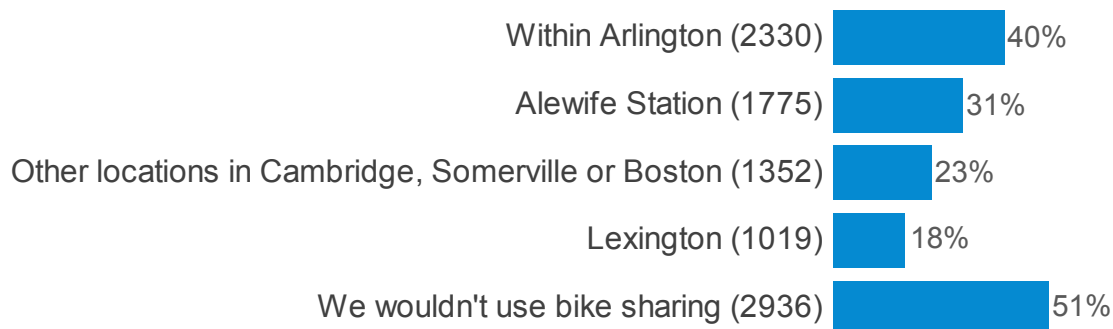 Within Arlington (2330) 40%
Alewife Station (1775) 31%
Other locations in Cambridge, Somerville or Boston (1352) 23%
Lexington (1019) 18%
We wouldn't use bike sharing (2936) 51%